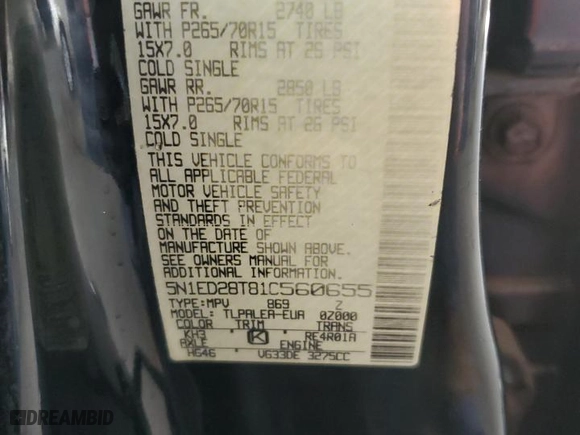 GAWR FR. 2740 LB
WITH P265/70R15 TIRES
15X7.0 RIMS AT 26 PSI
COLD SINGLE
GAWR RR. 2850 LB
WITH P265/70R15 TIRES
15X7.0 RIMS AT 26 PSI
COLD SINGLE
THIS VEHICLE CONFORMS TO
ALL APPLICABLE FEDERAL
MOTOR VEHICLE SAFETY
AND THEFT PREVENTION
STANDARDS IN EFFECT
ON THE DATE OF
MANUFACTURE SHOWN ABOVE.
SEE OWNERS MANUAL FOR
ADDITIONAL INFORMATION
5N1ED28T81C560655
TYPE:MPV 869 Z
TLPALEA-EUA 0Z000
COLOR TRIM TRANS
KH3 K RE4R01A
AXLE ENGINE
HG46 VG33DE 3275CC
DREAMBID